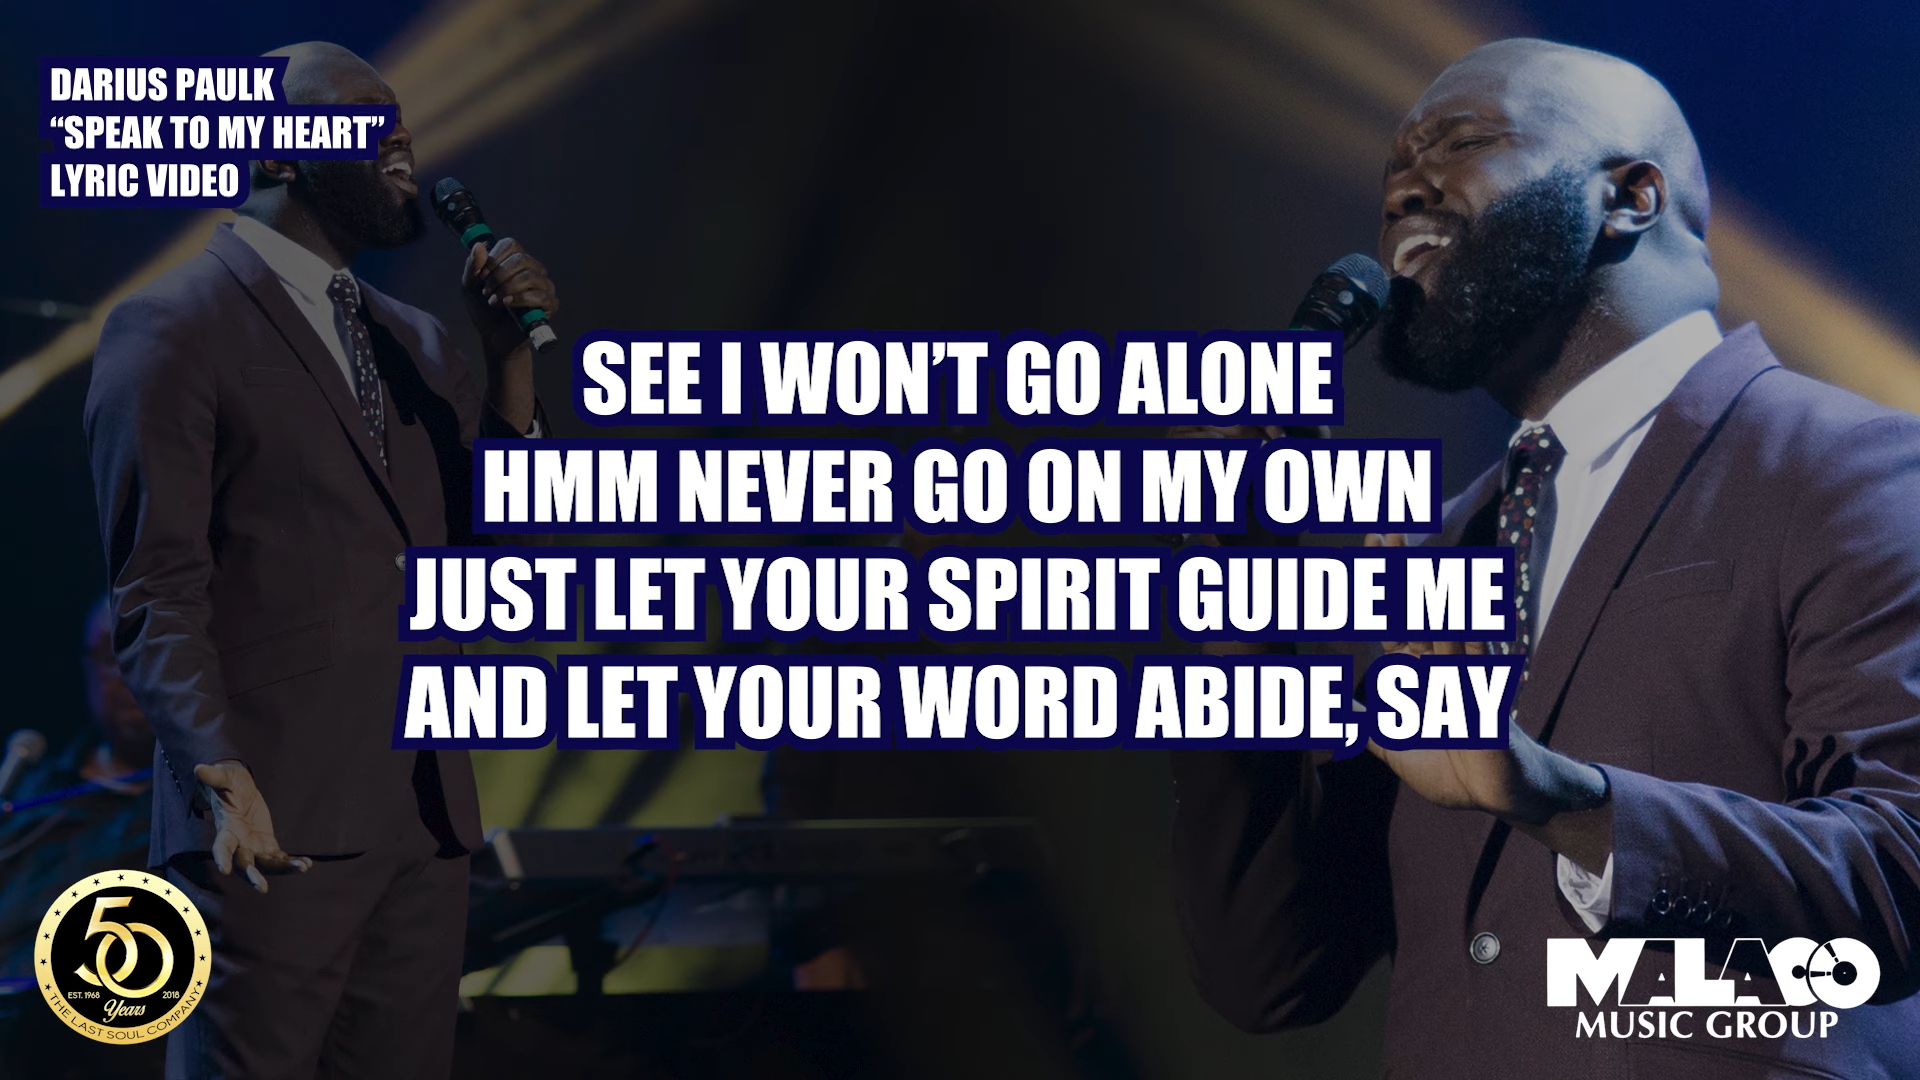 DARIUS PAULK
“SPEAK TO MY HEART”
LYRIC VIDEO
SEE I WON’T GO ALONE
HMM NEVER GO ON MY OWN
JUST LET YOUR SPIRIT GUIDE ME
AND LET YOUR WORD ABIDE, SAY
50
EST. 1968
Years
2018
THE LAST SOUL COMPANY
MALACO
MUSIC GROUP